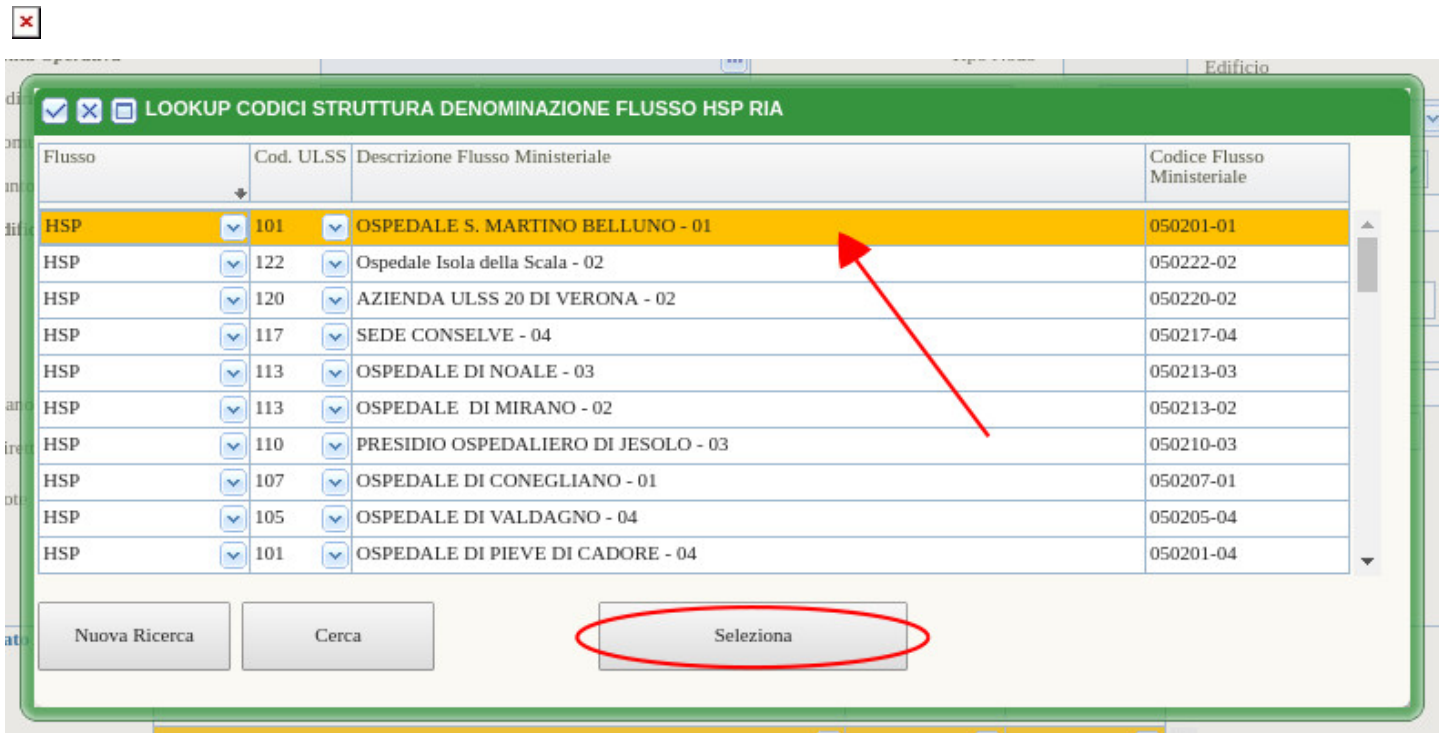 Edificio
LOOKUP CODICI STRUTTURA DENOMINAZIONE FLUSSO HSP RIA
Flusso Cod. ULSS Descrizione Flusso Ministeriale Codice Flusso
Ministeriale
HSP 101 OSPEDALE S. MARTINO BELLUNO - 01 050201-01
HSP 122 Ospedale Isola della Scala - 02 050222-02
HSP 120 AZIENDA ULSS 20 DI VERONA - 02 050220-02
HSP 117 SEDE CONSELVE - 04 050217-04
HSP 113 OSPEDALE DI NOALE - 03 050213-03
HSP 113 OSPEDALE  DI MIRANO - 02 050213-02
HSP 110 PRESIDIO OSPEDALIERO DI JESOLO - 03 050210-03
HSP 107 OSPEDALE DI CONEGLIANO - 01 050207-01
HSP 105 OSPEDALE DI VALDAGNO - 04 050205-04
HSP 101 OSPEDALE DI PIEVE DI CADORE - 04 050201-04
Nuova Ricerca Cerca Seleziona